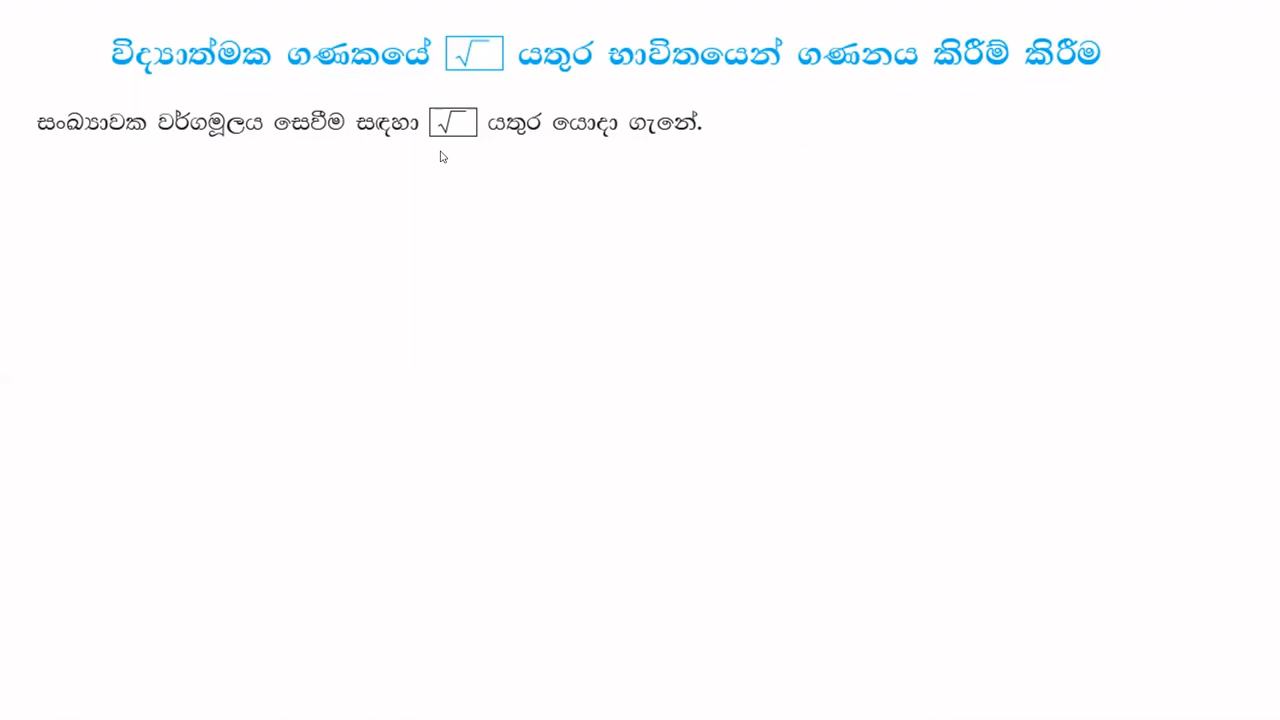 විද්‍යාත්මක ගණකයේ √ යතුර භාවිතයෙන් ගණනය කිරීම් කිරීම
සංඛ්‍යාවක වර්ගමූලය සෙවීම සඳහා √ යතුර යොදා ගැනේ.